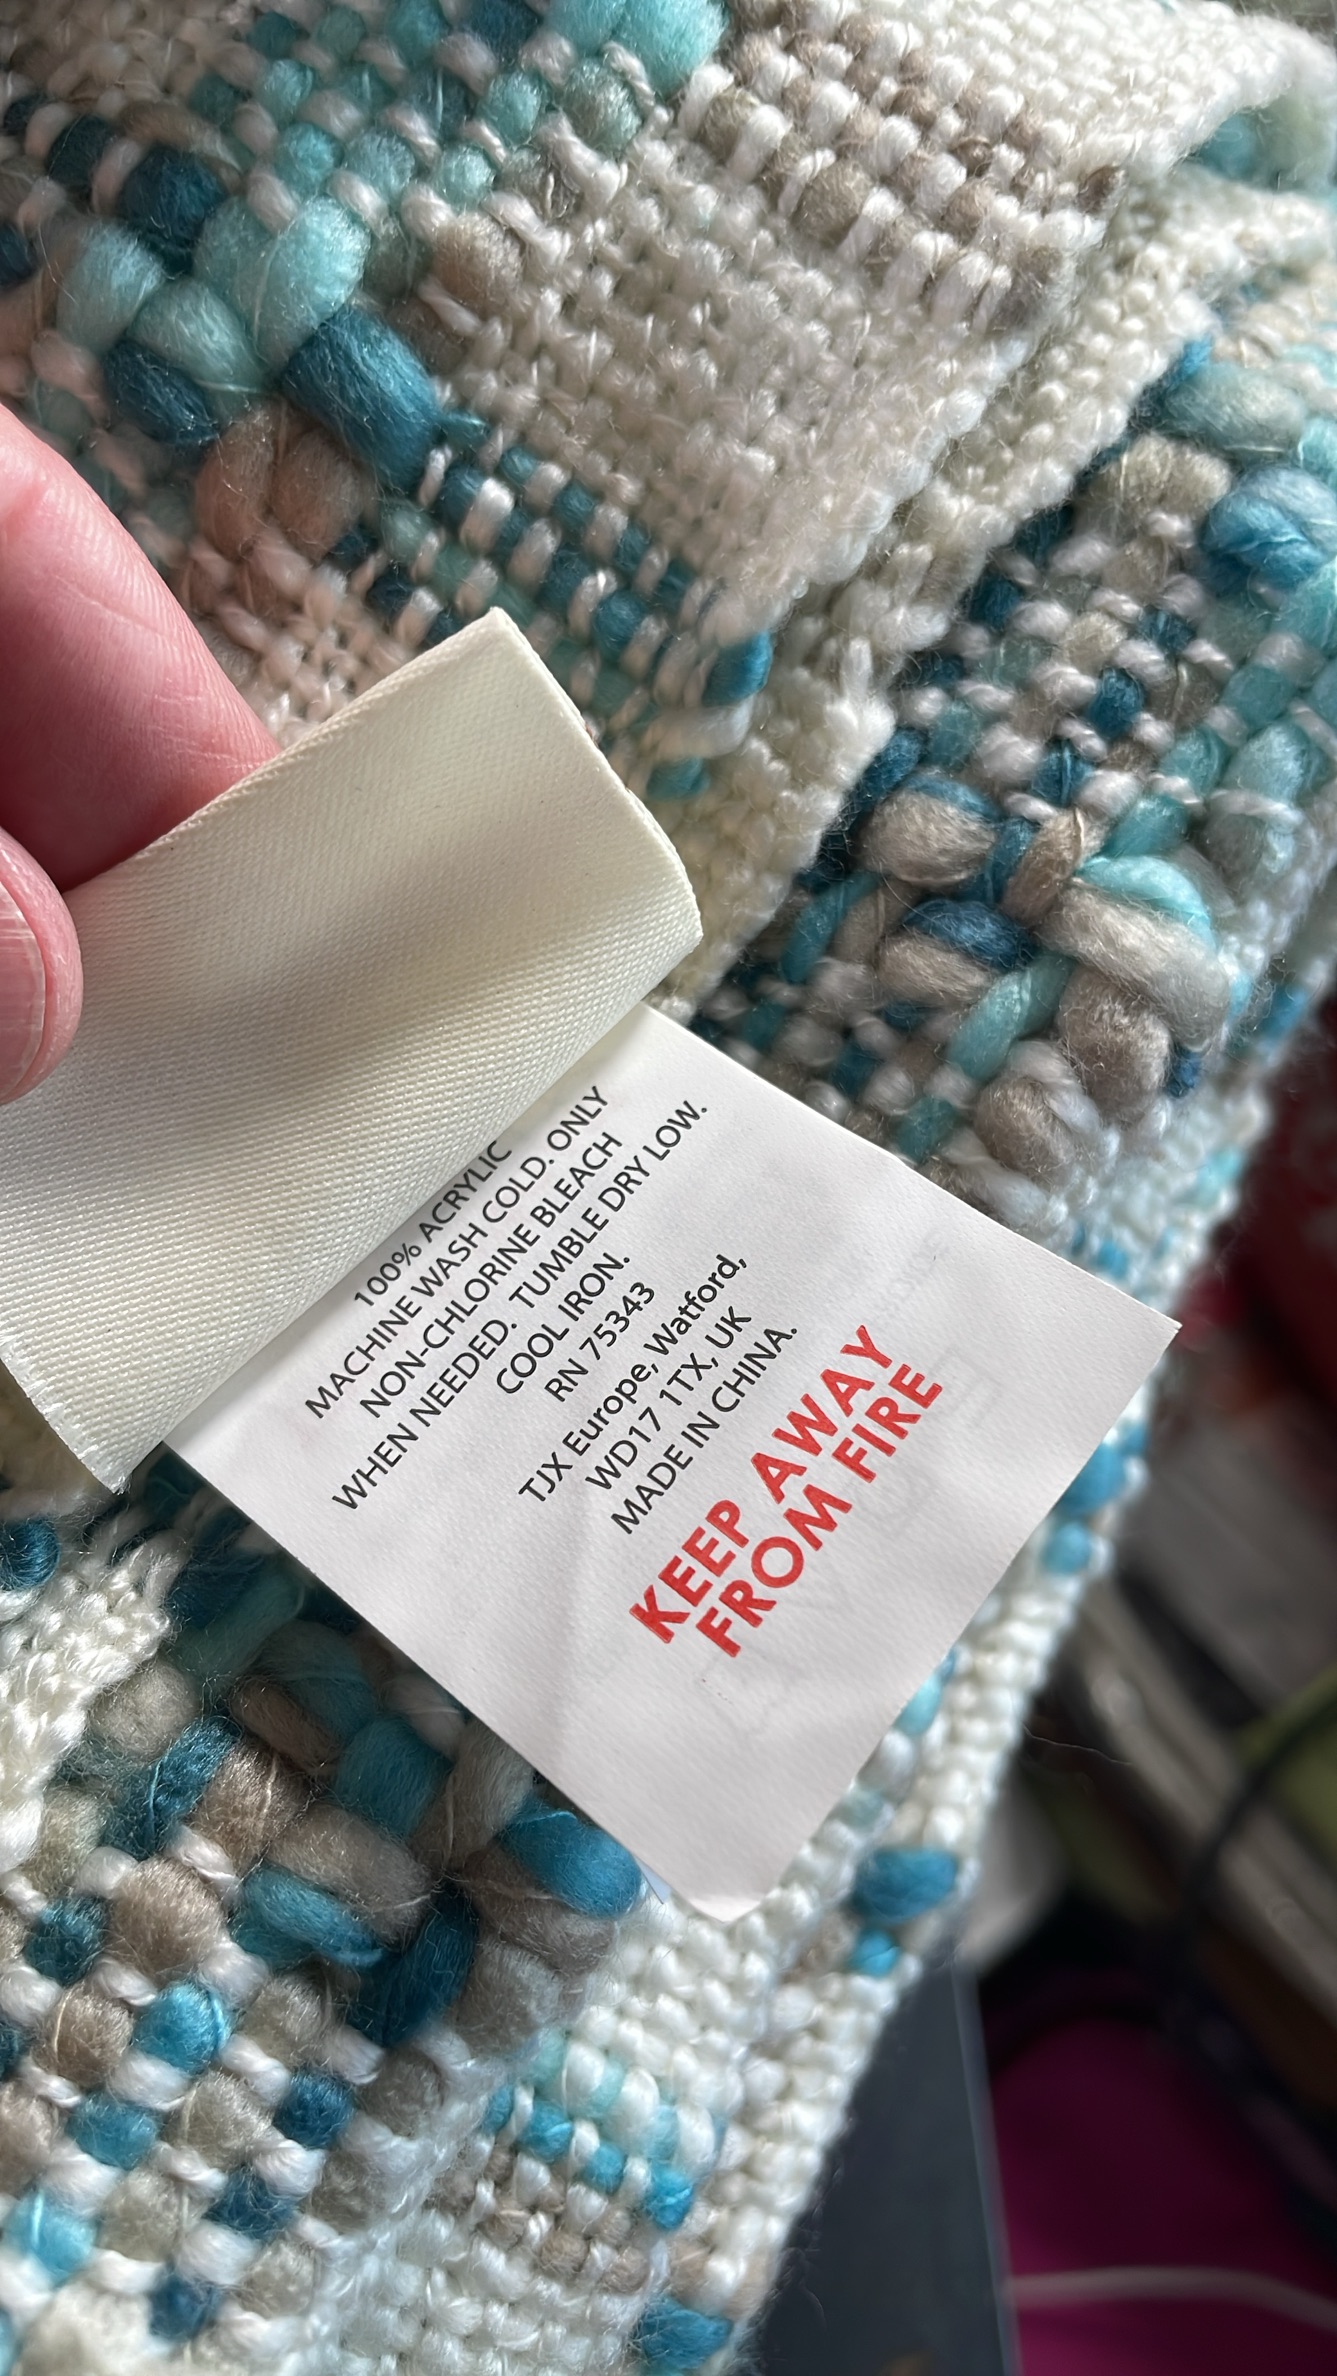 100% ACRYLIC
MACHINE WASH COLD. ONLY
NON-CHLORINE BLEACH
WHEN NEEDED. TUMBLE DRY LOW.
COOL IRON.
RN 75343
TJX Europe, Watford,
WD17 1TX, UK
MADE IN CHINA.
KEEP AWAY
FROM FIRE